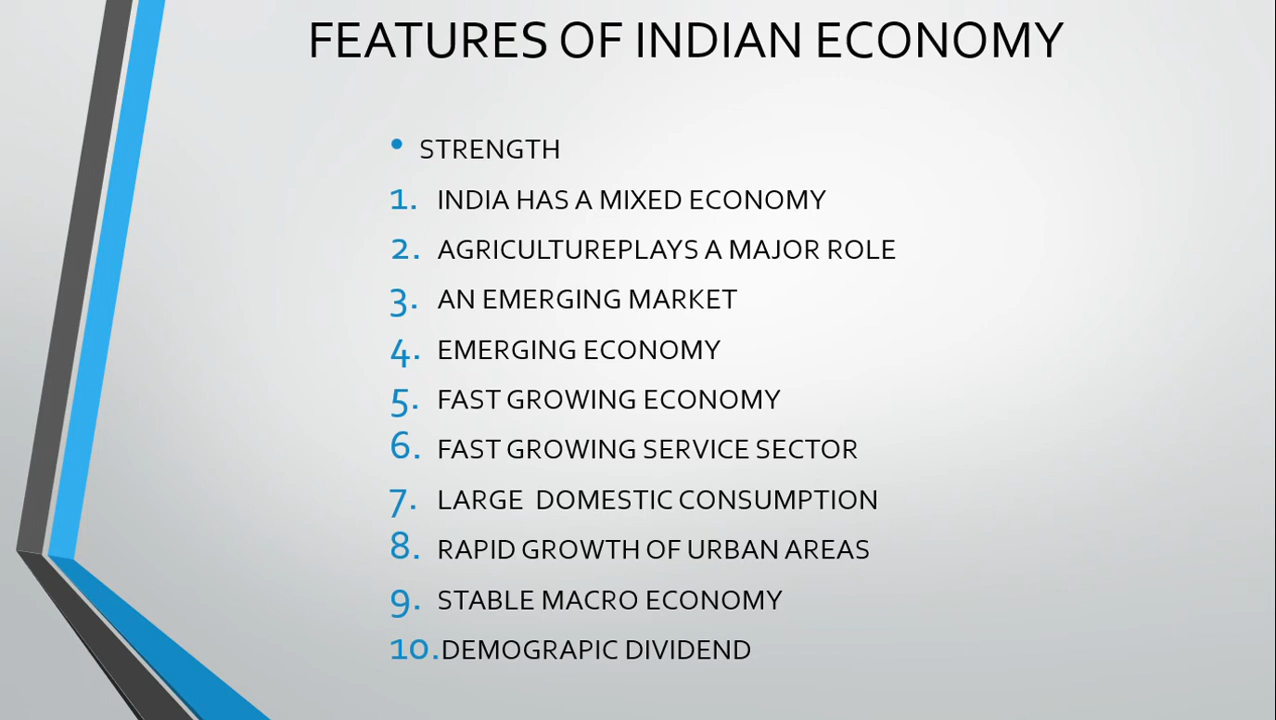 FEATURES OF INDIAN ECONOMY
• STRENGTH
1. INDIA HAS A MIXED ECONOMY
2. AGRICULTUREPLAYS A MAJOR ROLE
3. AN EMERGING MARKET
4. EMERGING ECONOMY
5. FAST GROWING ECONOMY
6. FAST GROWING SERVICE SECTOR
7. LARGE  DOMESTIC CONSUMPTION
8. RAPID GROWTH OF URBAN AREAS
9. STABLE MACRO ECONOMY
10.DEMOGRAPIC DIVIDEND